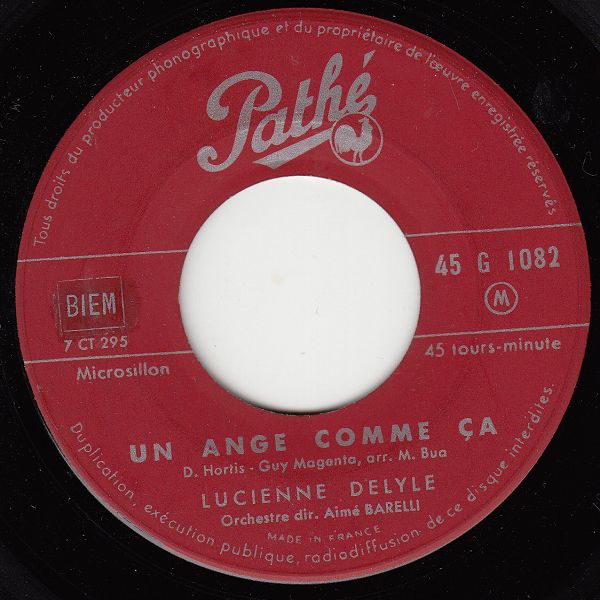 Tous droits du producteur phonographique et du propriétaire de l'œuvre enregistrée réservés
Pathé
45 G 1082
BIEM
M
7 CT 295
45 tours-minute
Microsillon
UN ANGE COMME ÇA
D. Hortis - Guy Magenta, arr. M. Bua
LUCIENNE DELYLE
Orchestre dir. Aimé BARELLI
MADE IN FRANCE
Duplication, exécution publique, radiodiffusion de ce disque interdites.